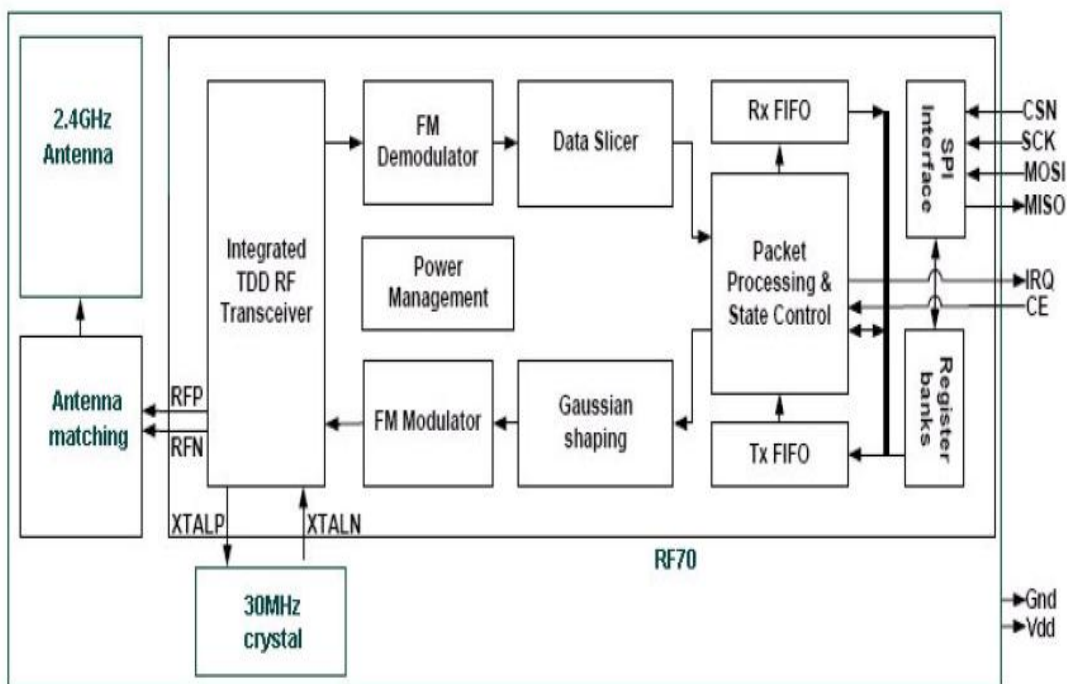 2.4GHz
Antenna
Antenna
matching
RFP
RFN
XTALP
XTALN
30MHz
crystal
Integrated
TDD RF
Transceiver
FM
Demodulator
Data Slicer
Power
Management
FM Modulator
Gaussian
shaping
Rx FIFO
Packet
Processing &
State Control
Tx FIFO
SPI
Interface
Register
banks
CSN
SCK
MOSI
MISO
IRQ
CE
RF70
Gnd
Vdd